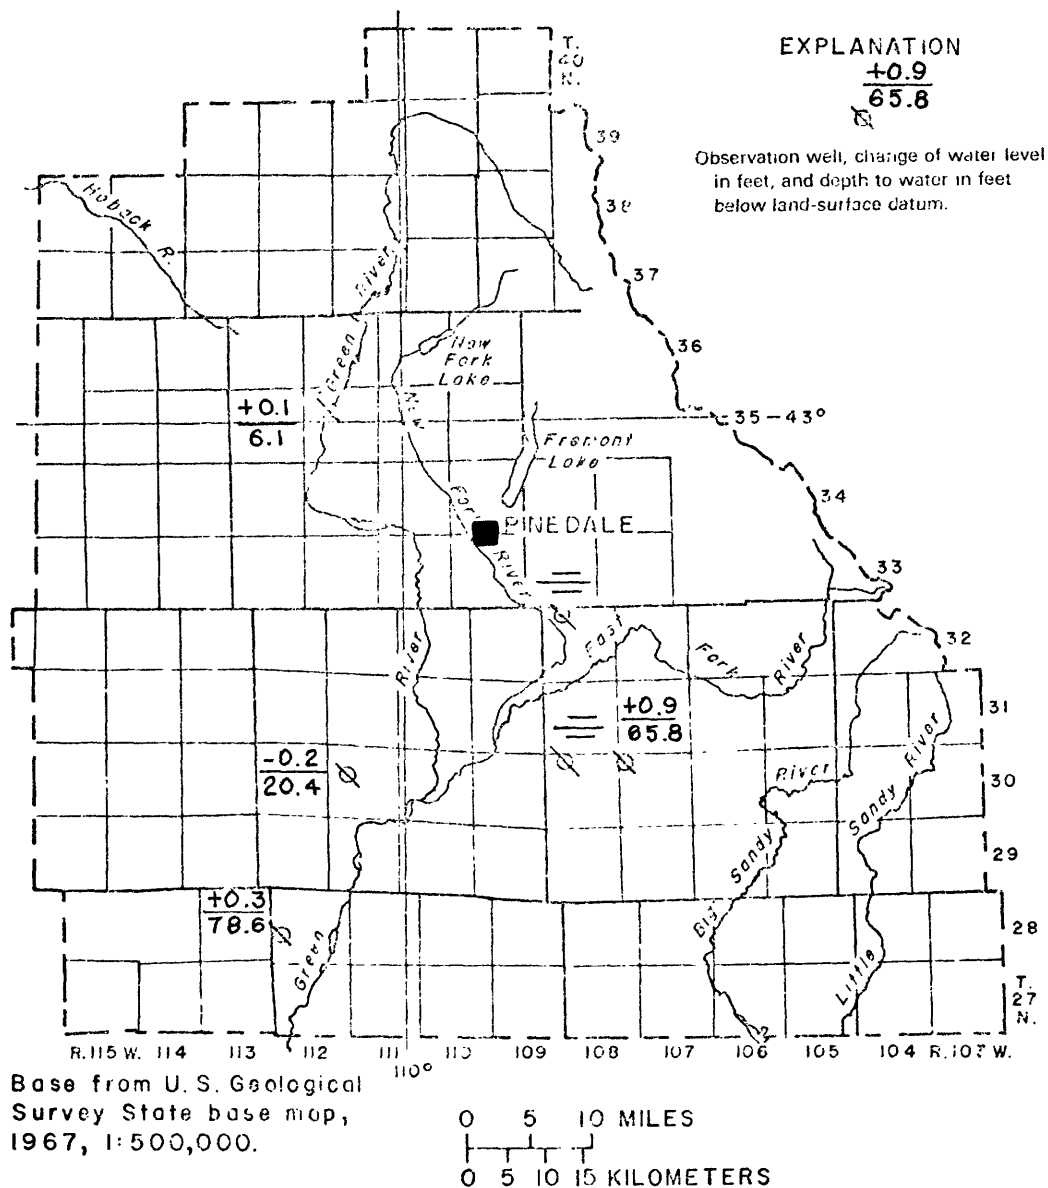 EXPLANATION
+0.9
65.8
Observation well, change of water level
in feet, and depth to water in feet
below land-surface datum.
T.
40
N.
39
38
37
36
35-43°
34
33
32
31
30
29
28
T.
27
N.
Hoback R.
Green River
New
Fork
Lake
New Fork River
+0.1
6.1
Fremont
Lake
PINEDALE
River
East Fork River
+0.9
65.8
-0.2
20.4
River
Big Sandy
Little Sandy River
+0.3
78.6
Green
R.115 W. 114 113 112 111 110 109 108 107 106 105 104 R.103 W.
110°
Base from U.S. Geological
Survey State base map,
1967, 1:500,000.
0 5 10 MILES
0 5 10 15 KILOMETERS